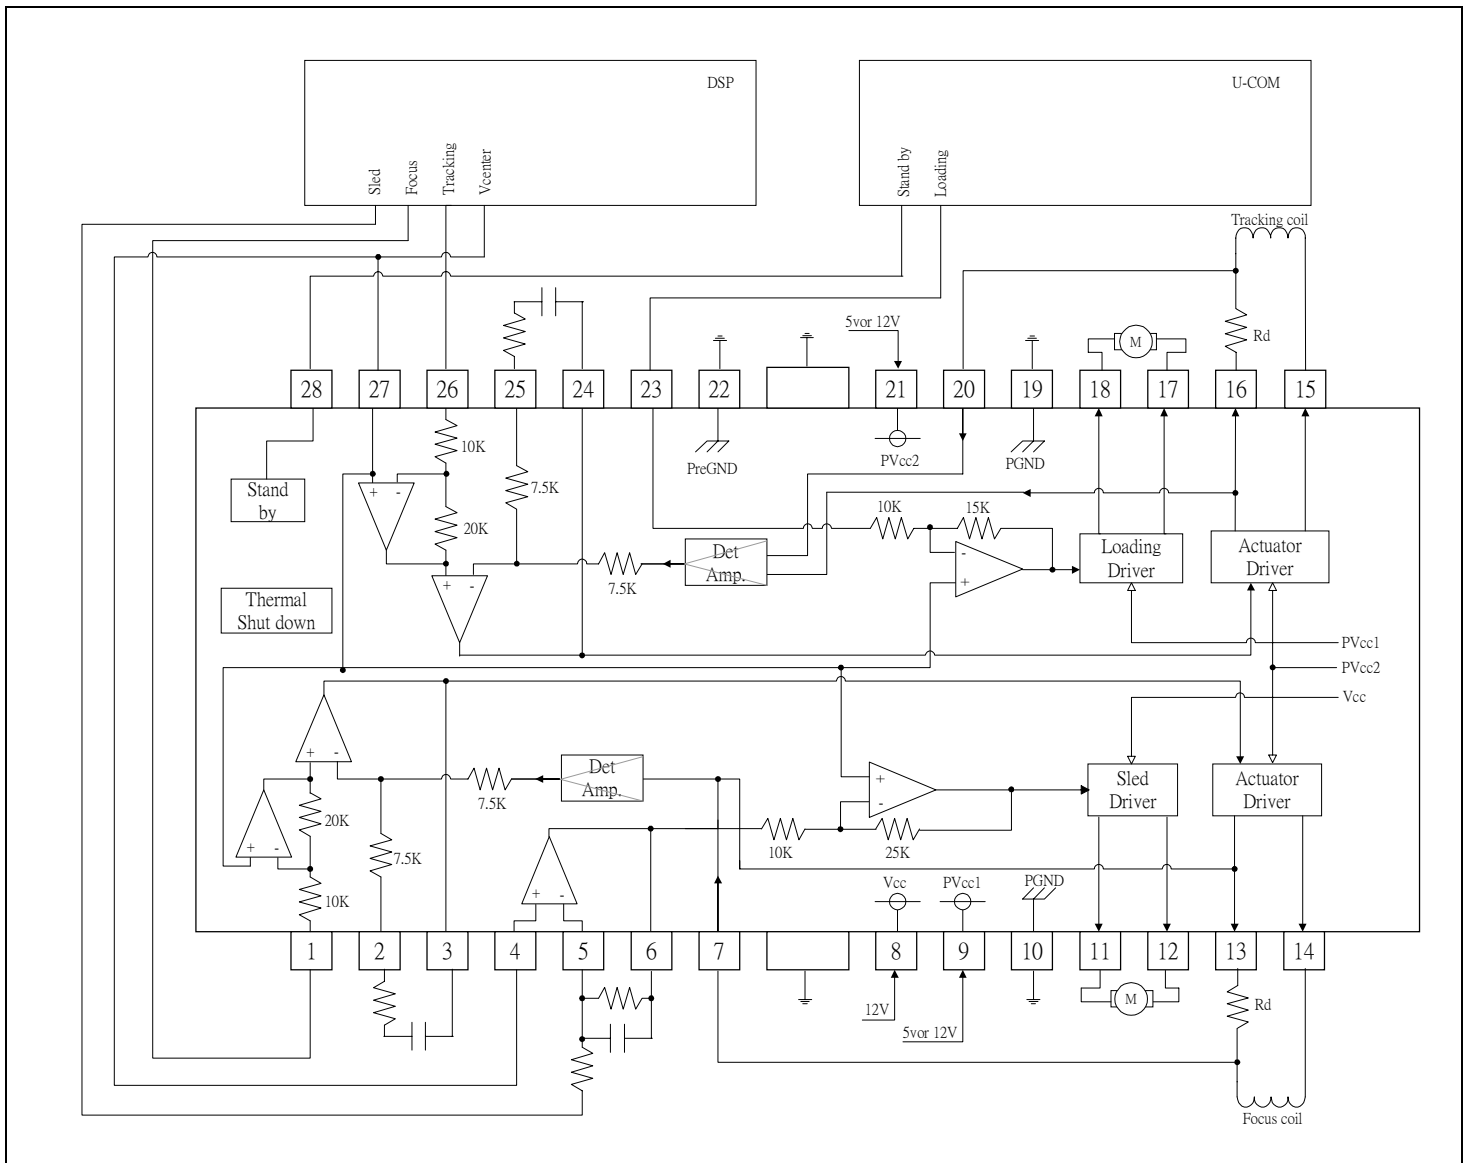 DSP
U-COM
Sled
Focus
Tracking
Vcenter
Stand by
Loading
Tracking coil
5vor 12V
M
Rd
28
27
26
25
24
23
22
21
20
19
18
17
16
15
10K
PreGND
PVcc2
PGND
Stand
by
+ -
7.5K
20K
10K
15K
-
+
Det
Amp.
Loading
Driver
Actuator
Driver
7.5K
+ -
Thermal
Shut down
PVcc1
PVcc2
Vcc
+ -
Det
Amp.
7.5K
+
-
Sled
Driver
Actuator
Driver
20K
7.5K
+ -
10K
25K
10K
+ -
Vcc
PVcc1
PGND
1
2
3
4
5
6
7
8
9
10
11
12
13
14
12V
5vor 12V
M
Rd
Focus coil